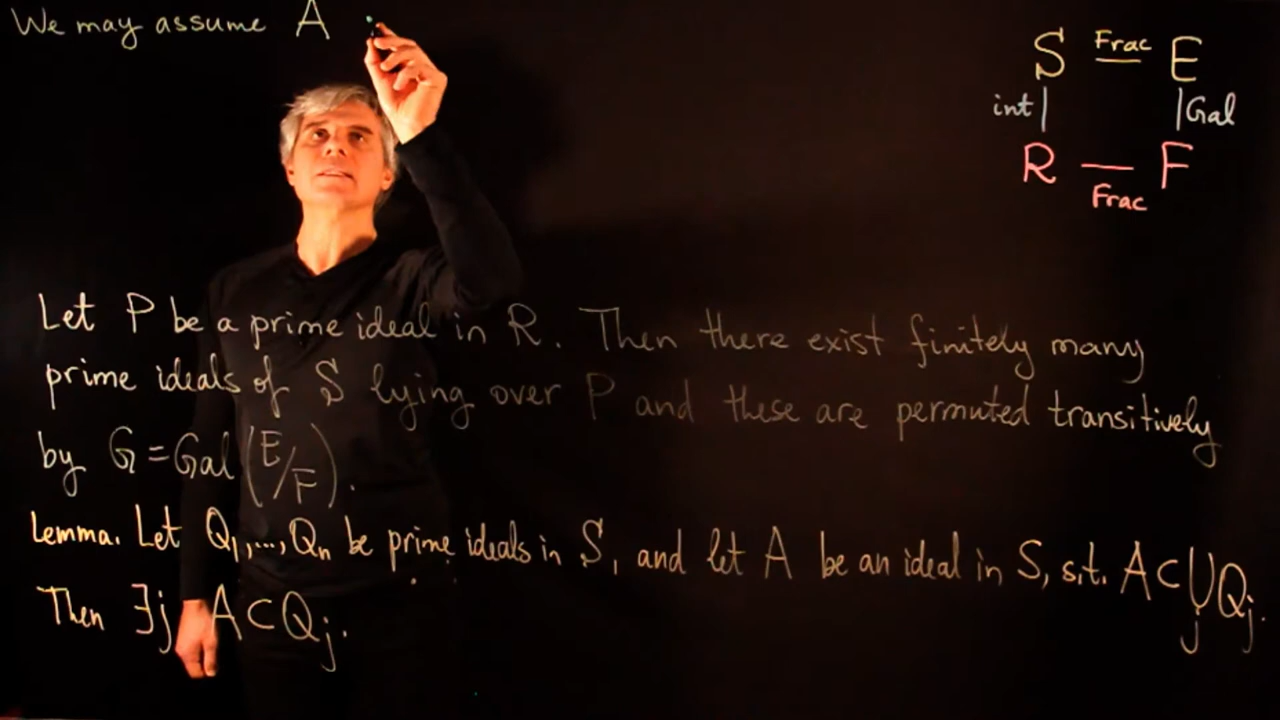 We may assume A
S Frac E
int | | Gal
R — F
Frac
Let P be a prime ideal in R. Then there exist finitely many
prime ideals of S lying over P and these are permuted transitively
by G = Gal (E/F).
Lemma. Let Q₁,...,Qₙ be prime ideals in S, and let A be an ideal in S, s.t. A ⊂ ⋃ⱼ Qⱼ.
Then ∃j A ⊂ Qⱼ.